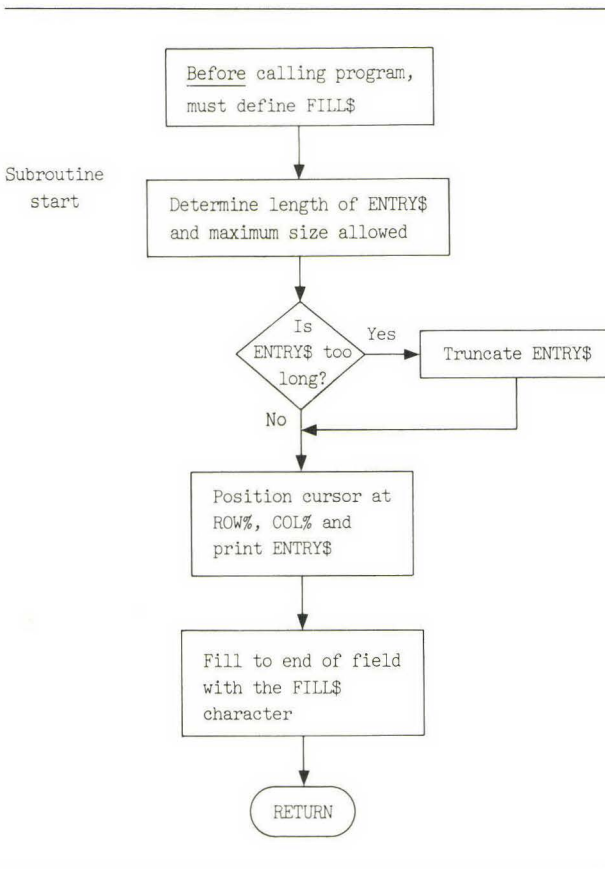 Before calling program,
must define FILL$
Subroutine
start
Determine length of ENTRY$
and maximum size allowed
Is
ENTRY$ too
long?
Yes
Truncate ENTRY$
No
Position cursor at
ROW%, COL% and
print ENTRY$
Fill to end of field
with the FILL$
character
RETURN